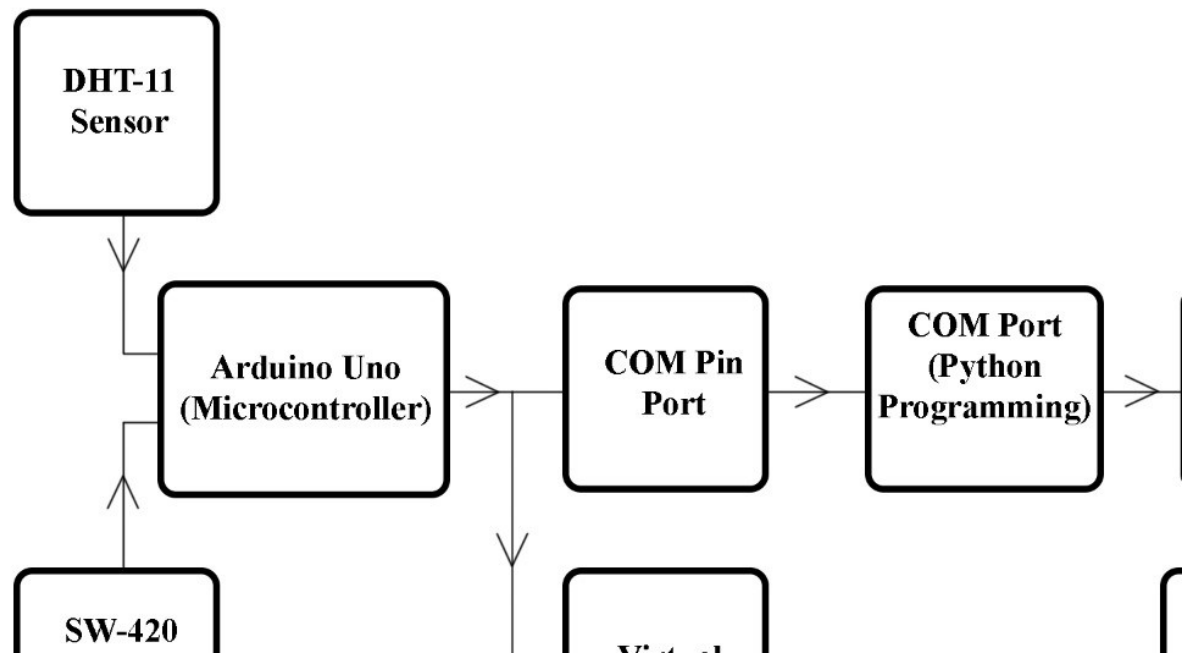 DHT-11
Sensor
Arduino Uno
(Microcontroller)
COM Pin
Port
COM Port
(Python
Programming)
SW-420